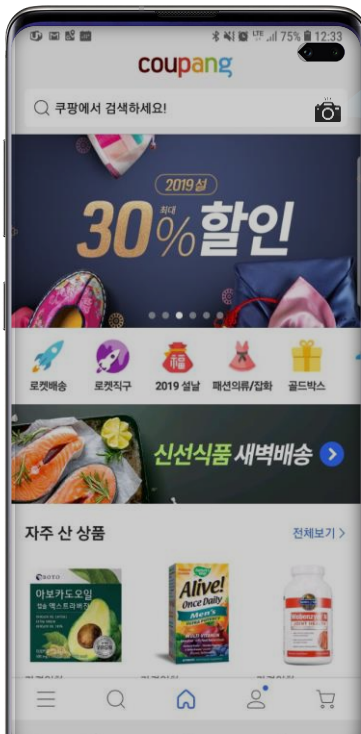 75% 12:33
coupang
쿠팡에서 검색하세요!
2019 설
30% 최대 할인
로켓배송 로켓직구 2019 설날 패션의류/잡화 골드박스
신선식품 새벽배송
자주 산 상품 전체보기 >
아보카도오일
Alive!
Once Daily
Men's